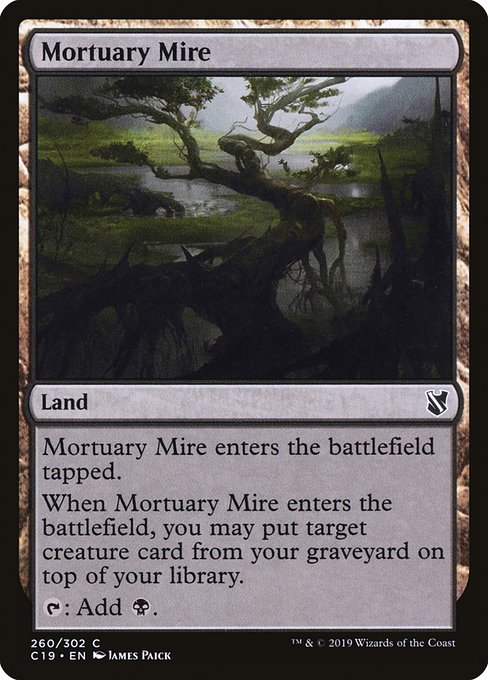 Mortuary Mire
Land
Mortuary Mire enters the battlefield
tapped.
When Mortuary Mire enters the
battlefield, you may put target
creature card from your graveyard on
top of your library.
: Add .
260/302 C
™ & © 2019 Wizards of the Coast
C19 • EN James Paick